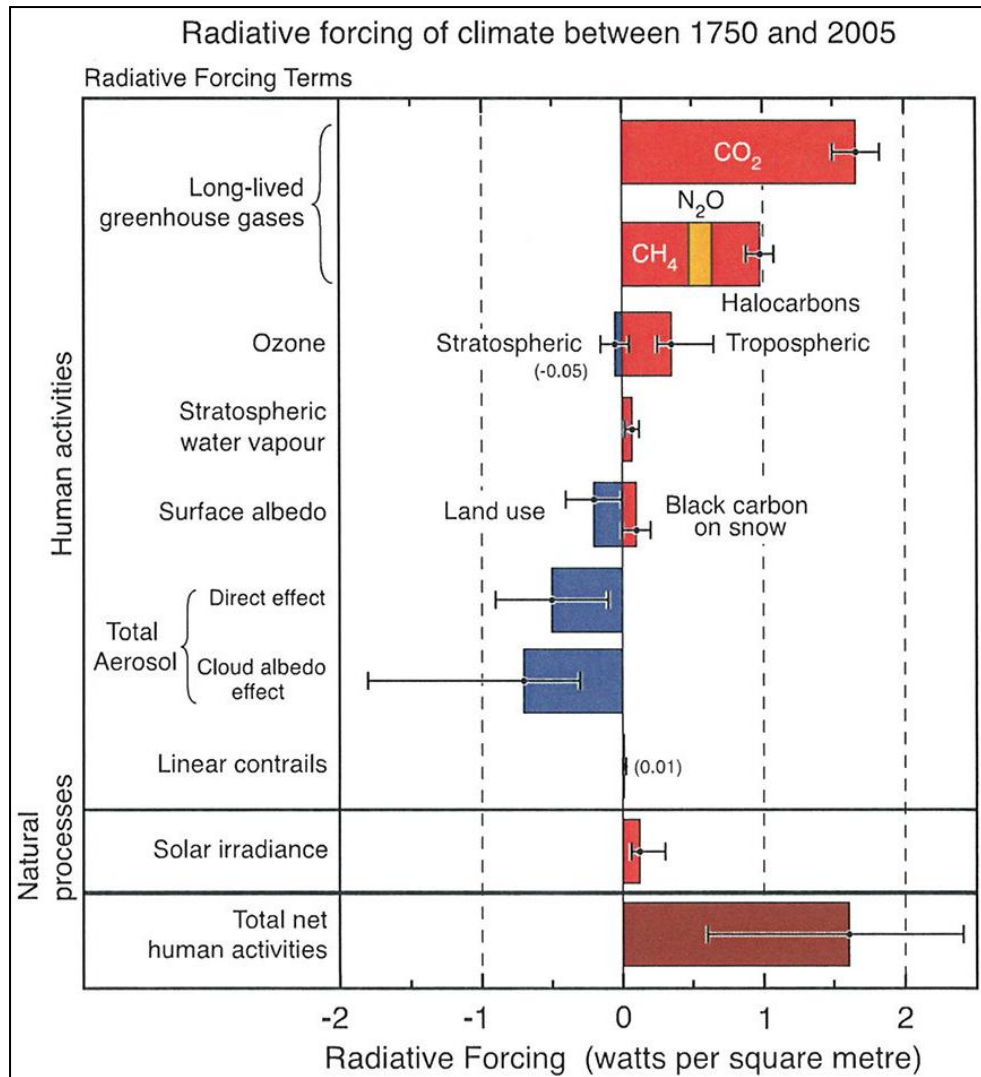 Radiative forcing of climate between 1750 and 2005
Radiative Forcing Terms
Human activities
Long-lived
greenhouse gases
CO₂
N₂O
CH₄
Halocarbons
Ozone
Stratospheric
(-0.05)
Tropospheric
Stratospheric
water vapour
Surface albedo
Land use
Black carbon
on snow
Total
Aerosol
Direct effect
Cloud albedo
effect
Linear contrails
(0.01)
Natural
processes
Solar irradiance
Total net
human activities
-2 -1 0 1 2
Radiative Forcing (watts per square metre)